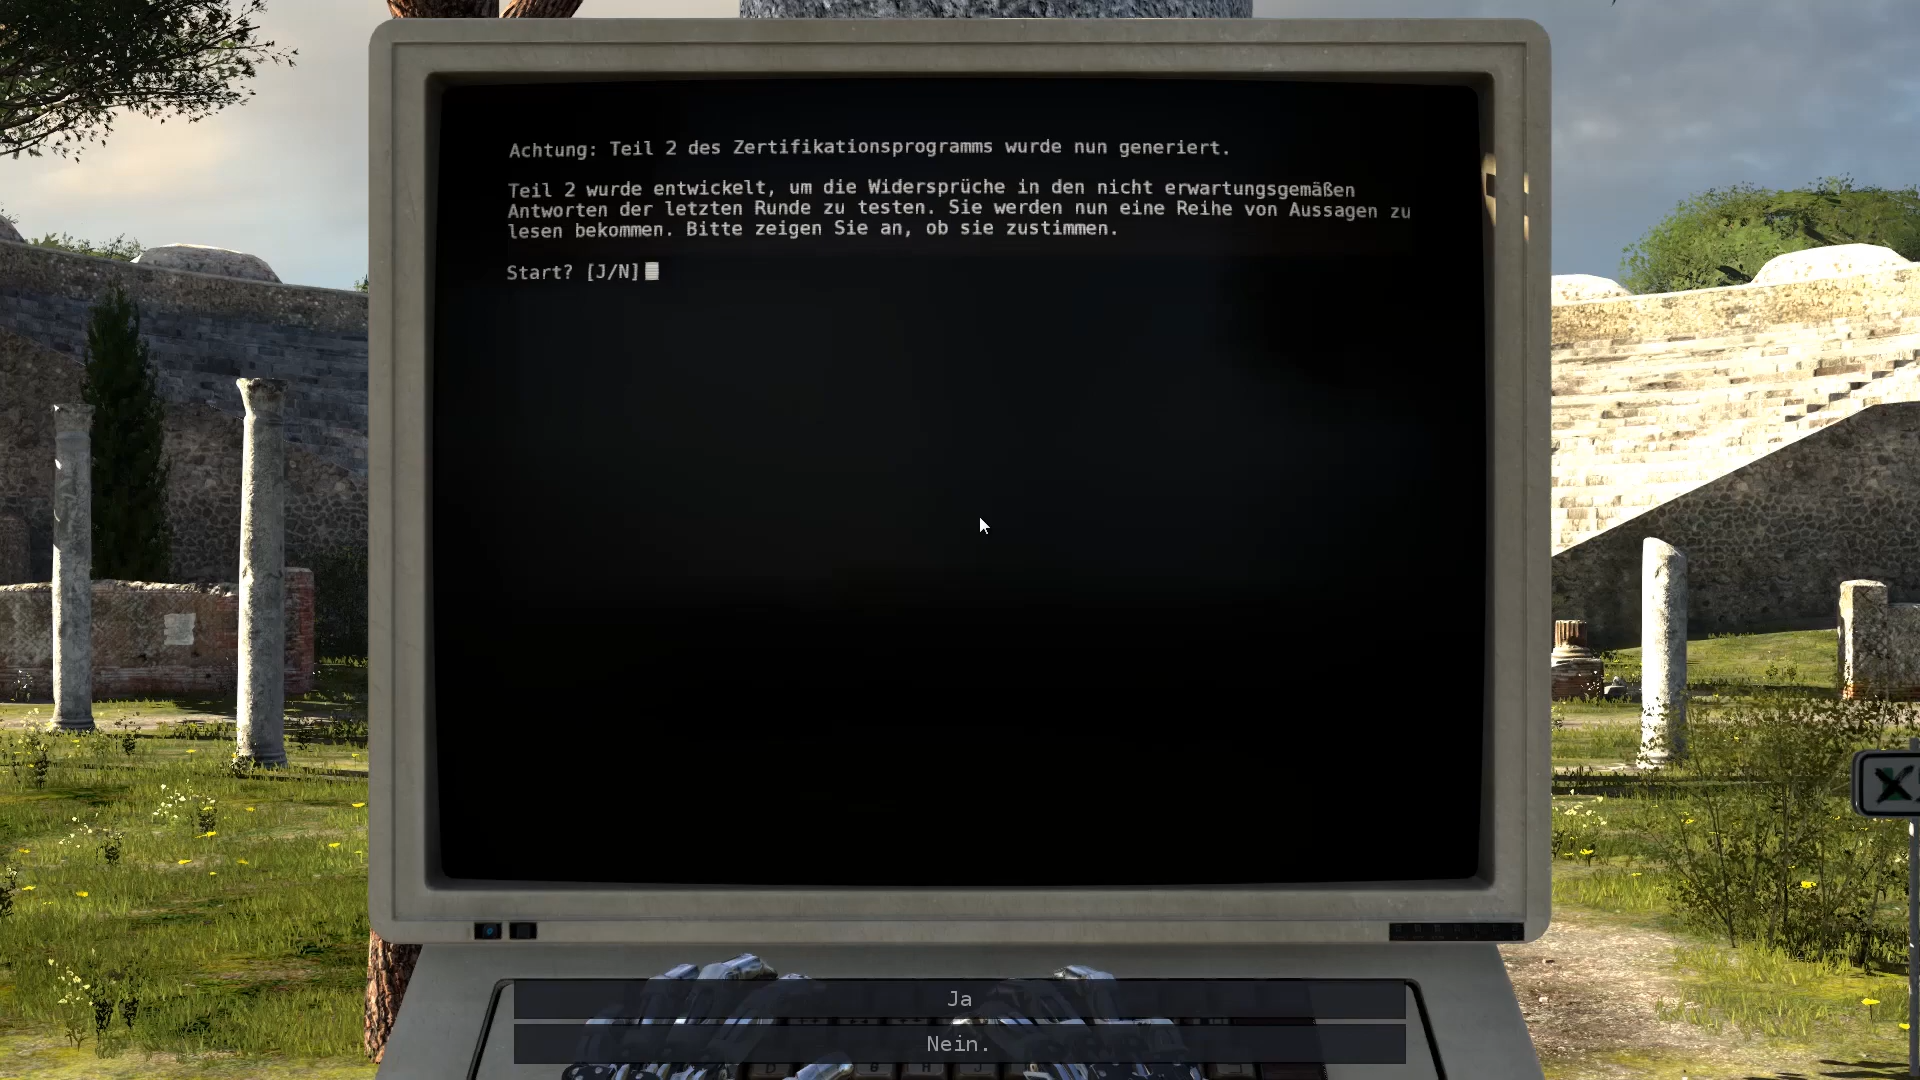 Achtung: Teil 2 des Zertifikationsprogramms wurde nun generiert.
Teil 2 wurde entwickelt, um die Widersprüche in den nicht erwartungsgemäßen
Antworten der letzten Runde zu testen. Sie werden nun eine Reihe von Aussagen zu
lesen bekommen. Bitte zeigen Sie an, ob sie zustimmen.
Start? [J/N]
Ja
Nein.